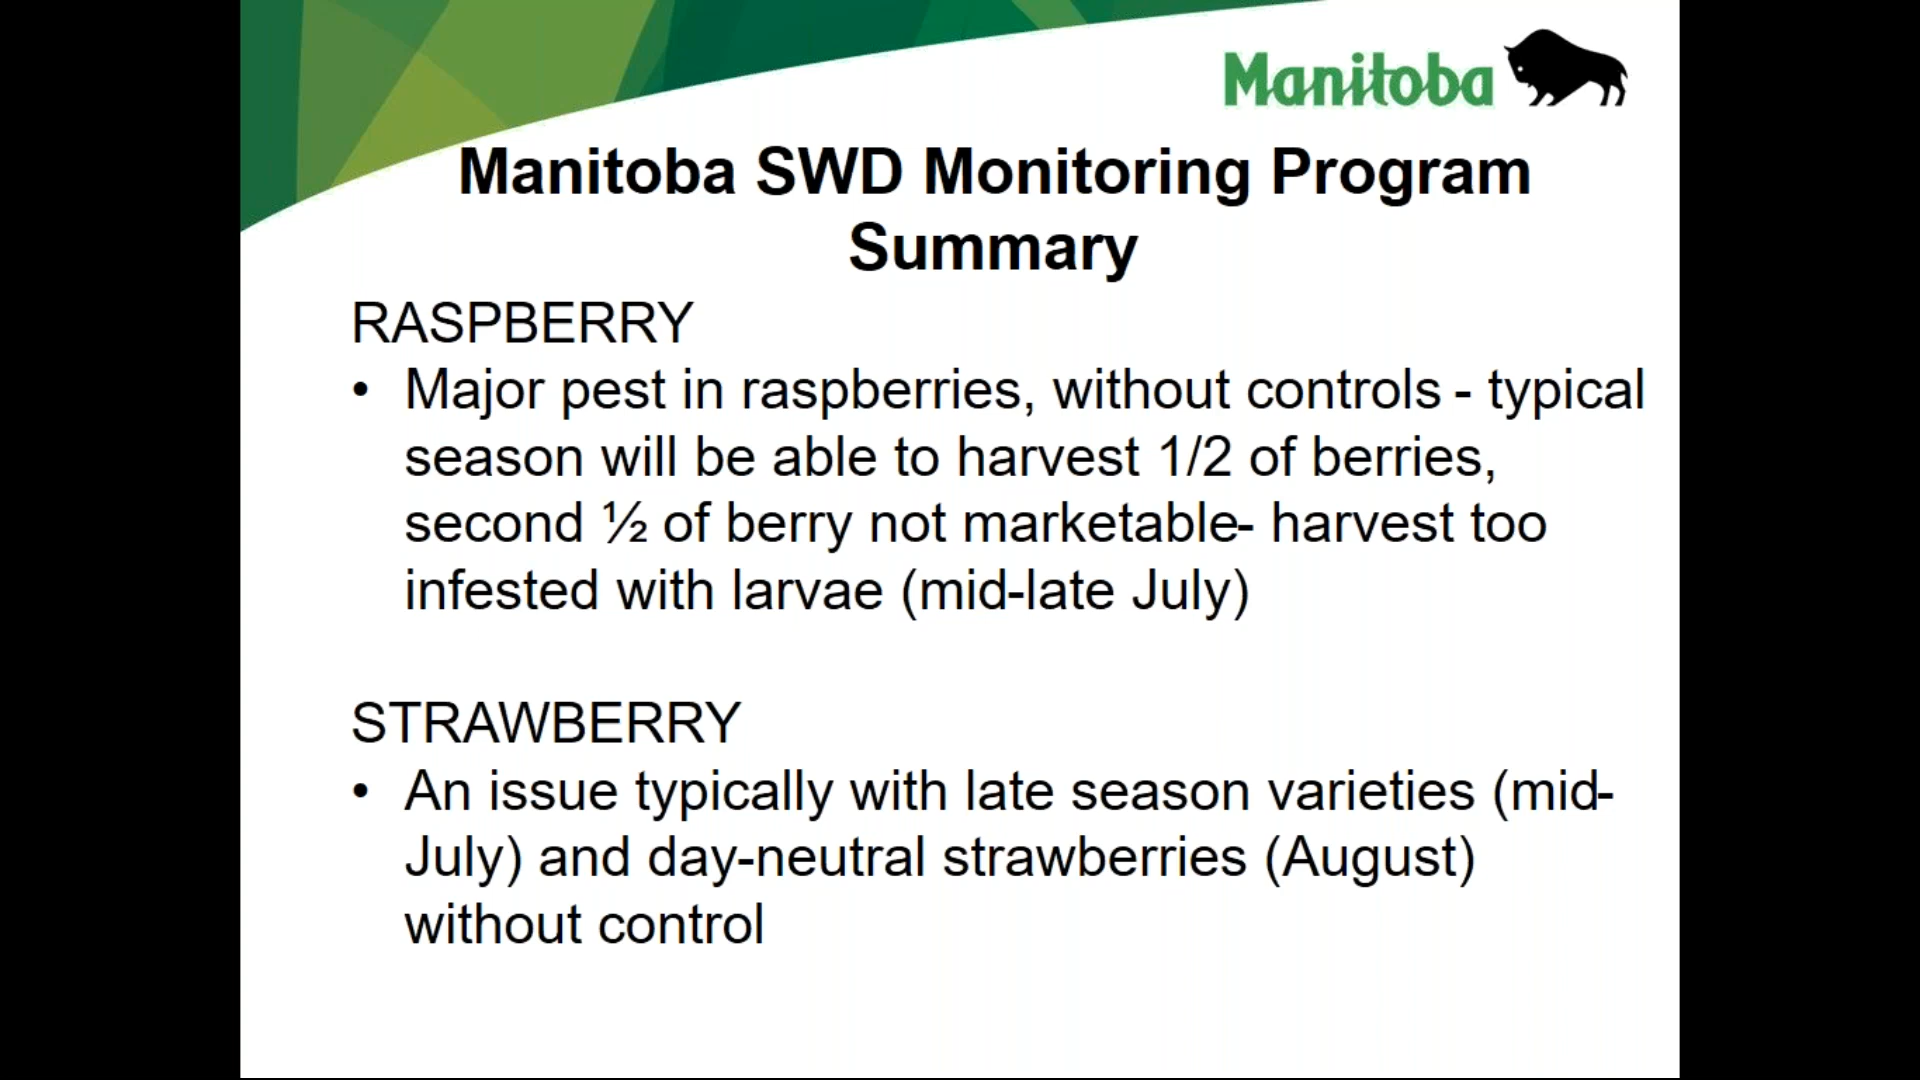 Manitoba
Manitoba SWD Monitoring Program
Summary
RASPBERRY
• Major pest in raspberries, without controls - typical
season will be able to harvest 1/2 of berries,
second ½ of berry not marketable- harvest too
infested with larvae (mid-late July)
STRAWBERRY
• An issue typically with late season varieties (mid-
July) and day-neutral strawberries (August)
without control